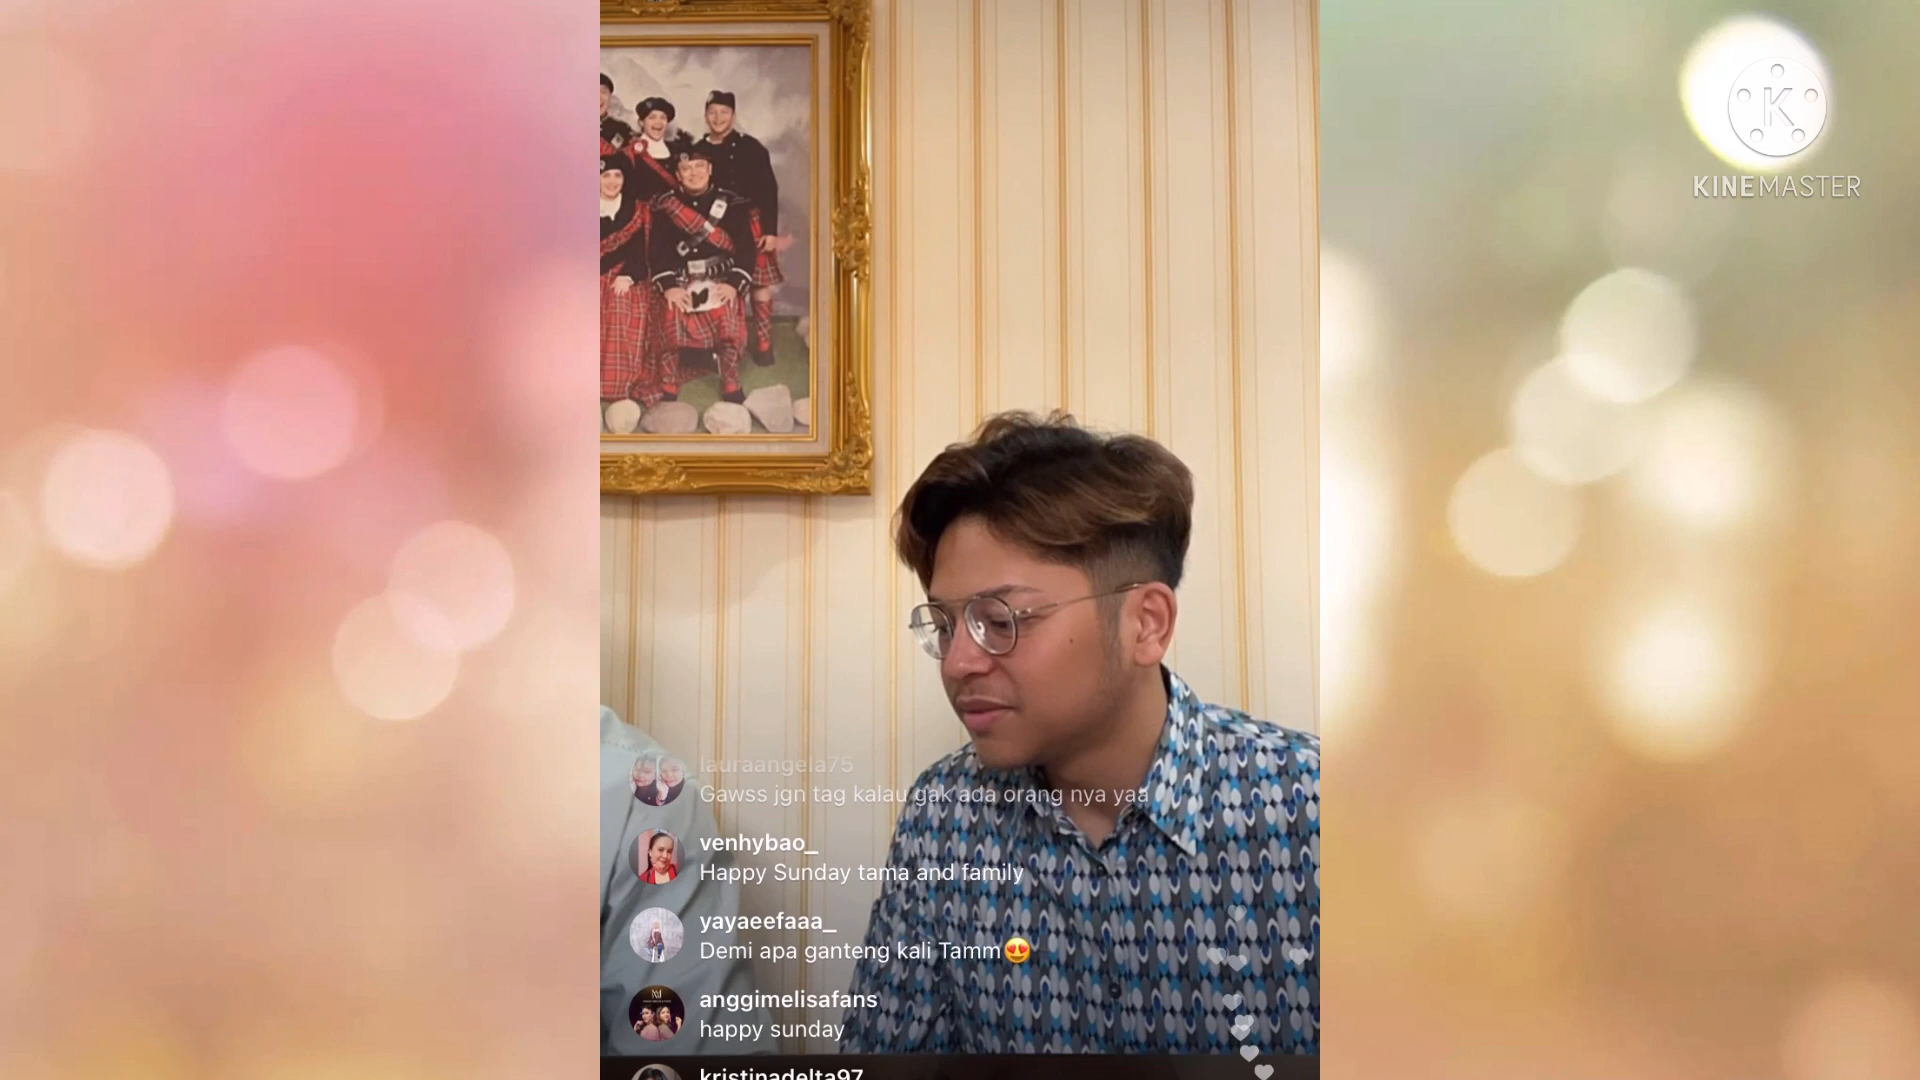 K
KINEMASTER
lauraangela75
Gawss jgn tag kalau gak ada orang nya yaa
venhybao_
Happy Sunday tama and family
yayaeefaaa_
Demi apa ganteng kali Tamm😍
anggimelisafans
happy sunday
kristinadelta97